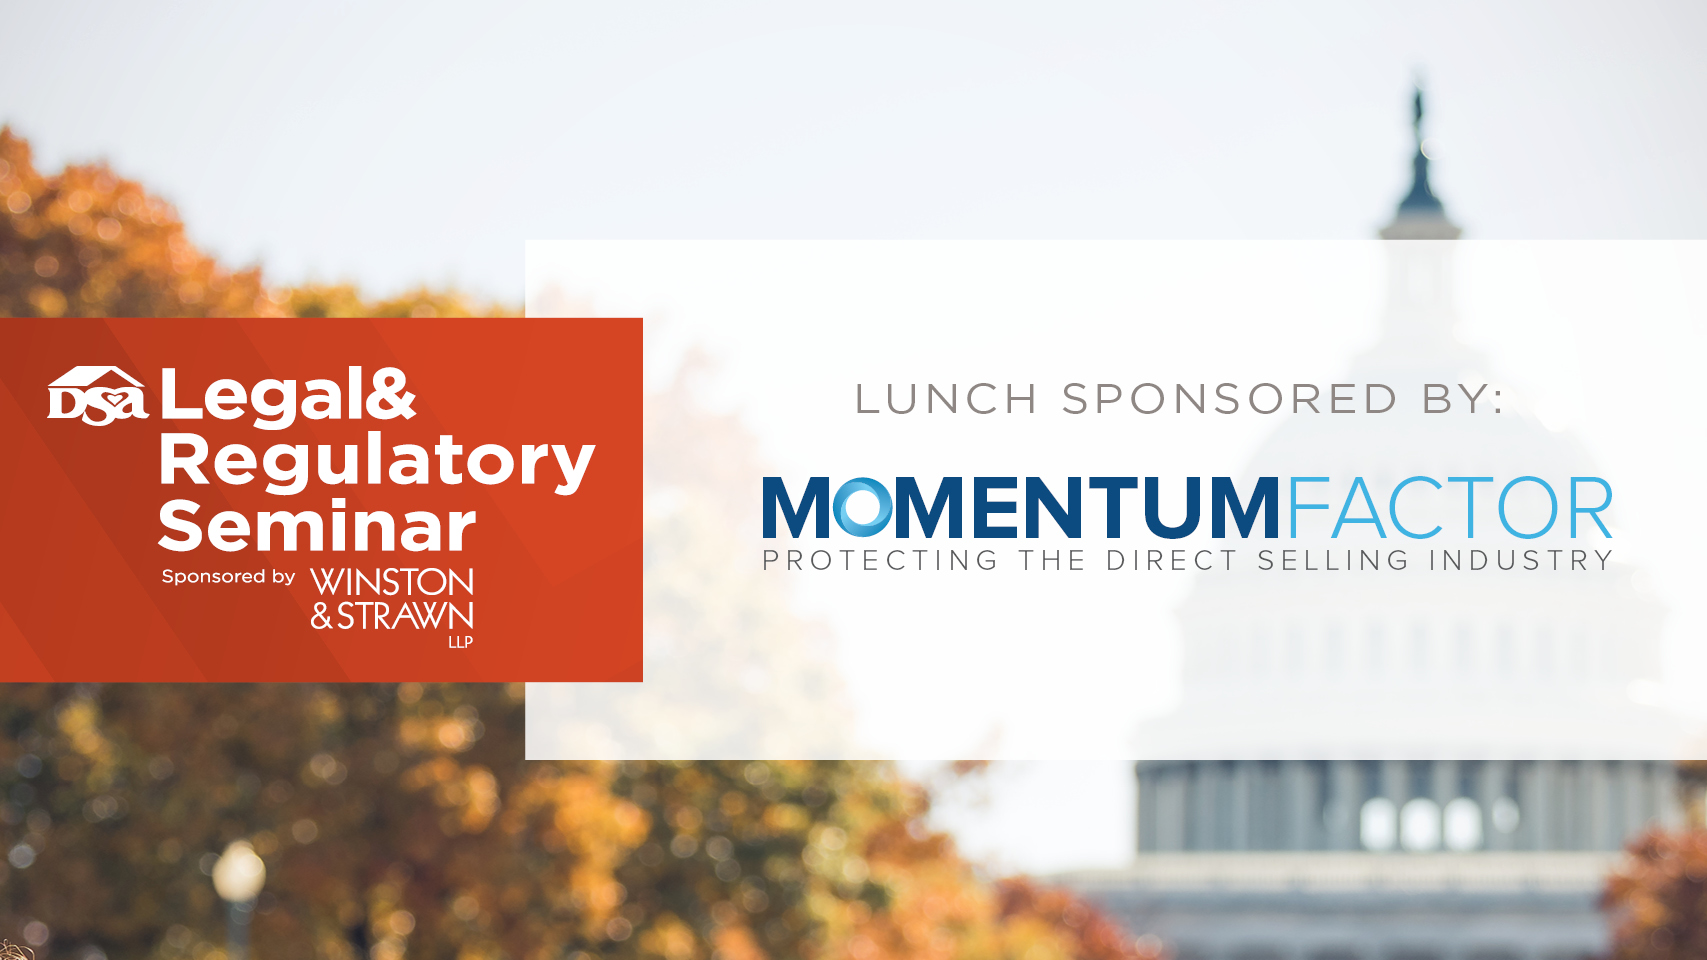 DSa Legal&
Regulatory
Seminar
Sponsored by WINSTON
& STRAWN
LLP
LUNCH SPONSORED BY:
MOMENTUMFACTOR
PROTECTING THE DIRECT SELLING INDUSTRY